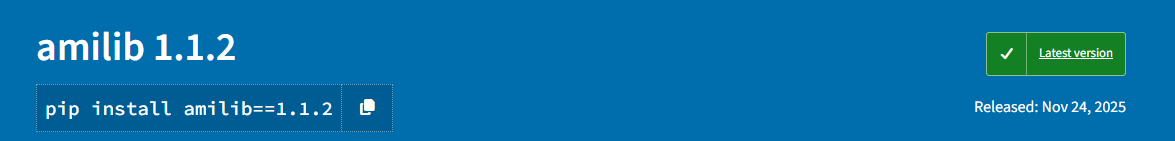 amilib 1.1.2
Latest version
pip install amilib==1.1.2
Released: Nov 24, 2025